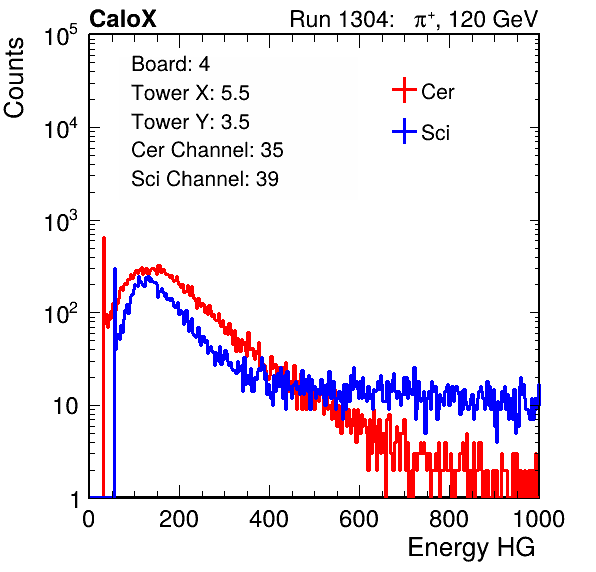 CaloX Run 1304: π⁺, 120 GeV
Counts
10⁵
10⁴
10³
10²
10
1
Board: 4
Tower X: 5.5
Tower Y: 3.5
Cer Channel: 35
Sci Channel: 39
Cer
Sci
0 200 400 600 800 1000
Energy HG